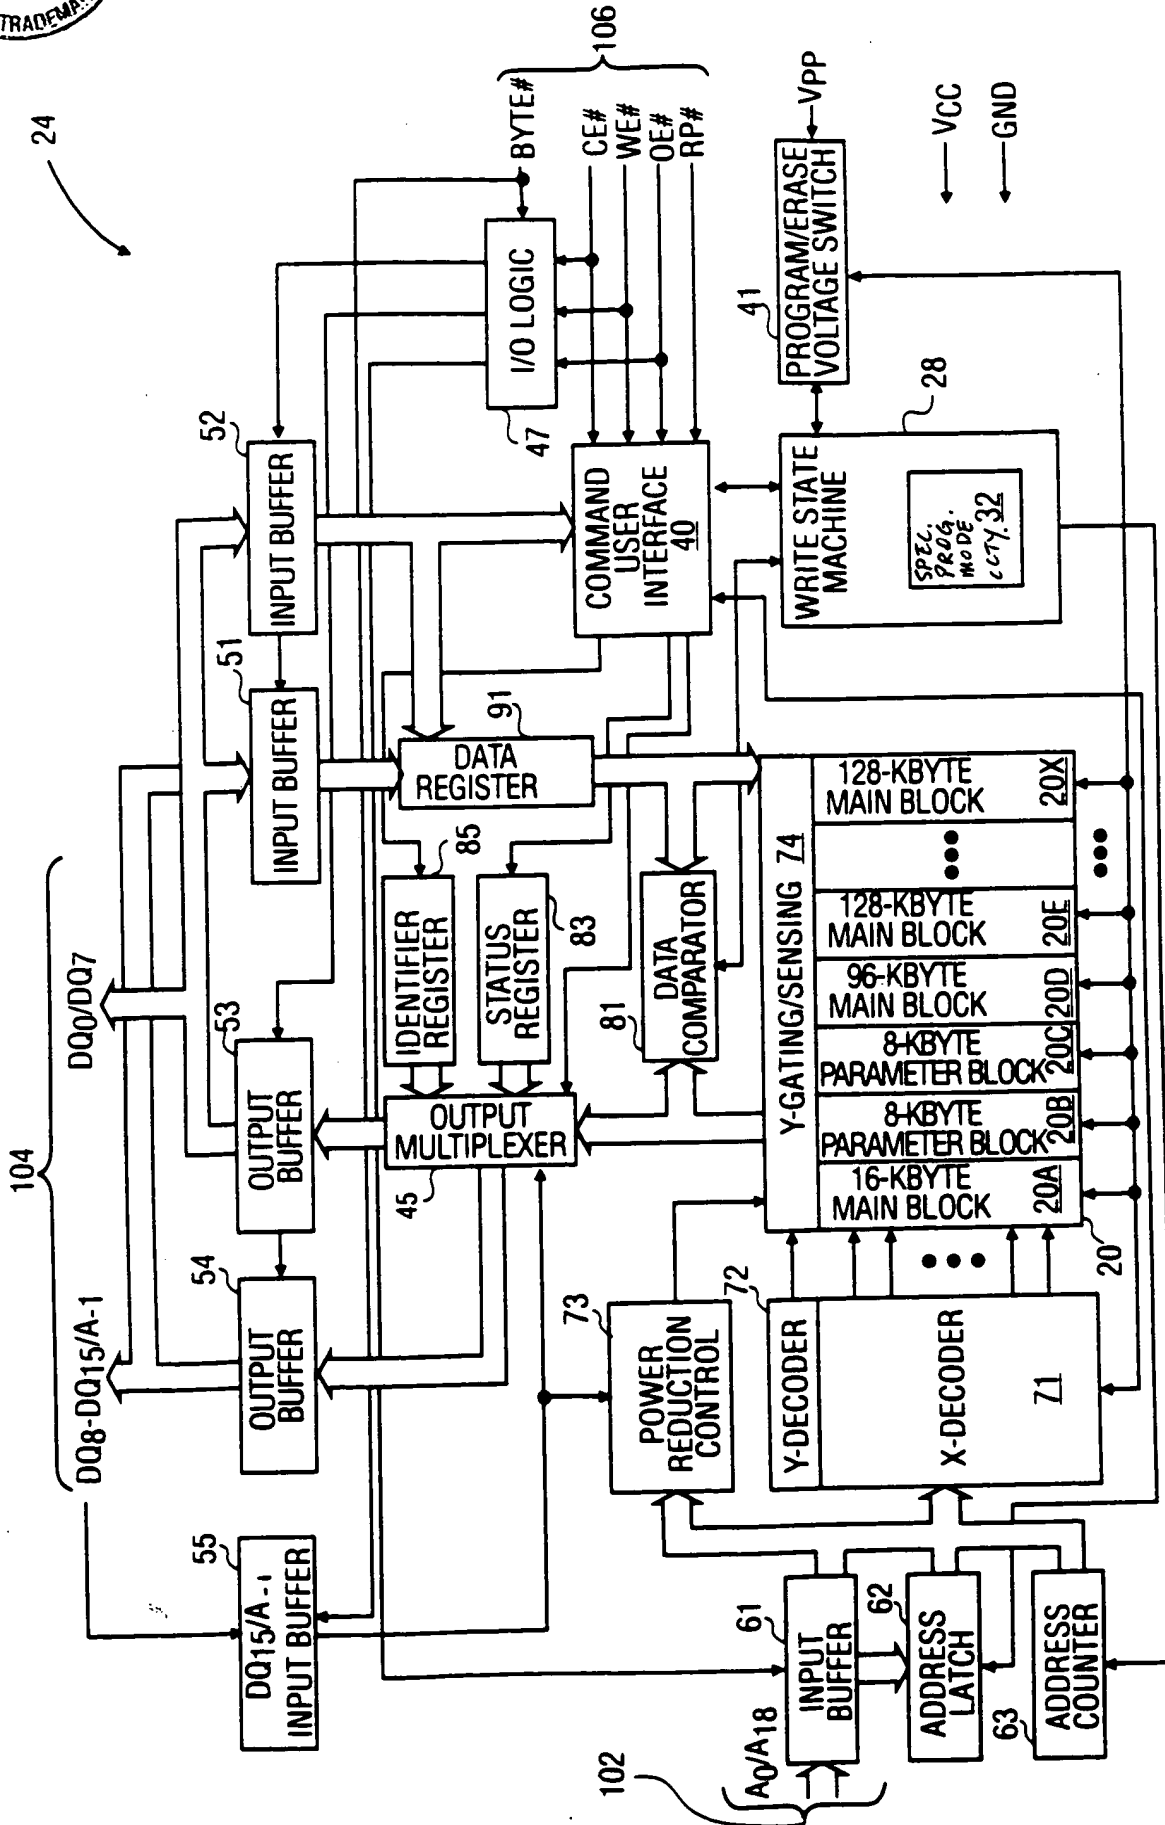 TRADEMA
24
104
DQ8-DQ15/A-1
DQ0/DQ7
106
BYTE#
CE#
WE#
OE#
RP#
55
DQ15/A-1
INPUT BUFFER
54
OUTPUT
BUFFER
53
OUTPUT
BUFFER
51
INPUT BUFFER
52
INPUT BUFFER
I/O LOGIC
47
45
OUTPUT
MULTIPLEXER
IDENTIFIER
REGISTER
85
STATUS
REGISTER
83
DATA
REGISTER
91
COMMAND
USER
INTERFACE
40
81
DATA
COMPARATOR
73
POWER
REDUCTION
CONTROL
41
PROGRAM/ERASE
VOLTAGE SWITCH
VPP
VCC
GND
WRITE STATE
MACHINE
28
SPEC.
PROG.
MODE
CCTY. 32
102
A0/A18
61
INPUT
BUFFER
62
ADDRESS
LATCH
63
ADDRESS
COUNTER
72
Y-DECODER
X-DECODER
71
Y-GATING/SENSING 74
16-KBYTE
MAIN BLOCK 20A
8-KBYTE
PARAMETER BLOCK 20B
8-KBYTE
PARAMETER BLOCK 20C
96-KBYTE
MAIN BLOCK 20D
128-KBYTE
MAIN BLOCK 20E
128-KBYTE
MAIN BLOCK 20X
20